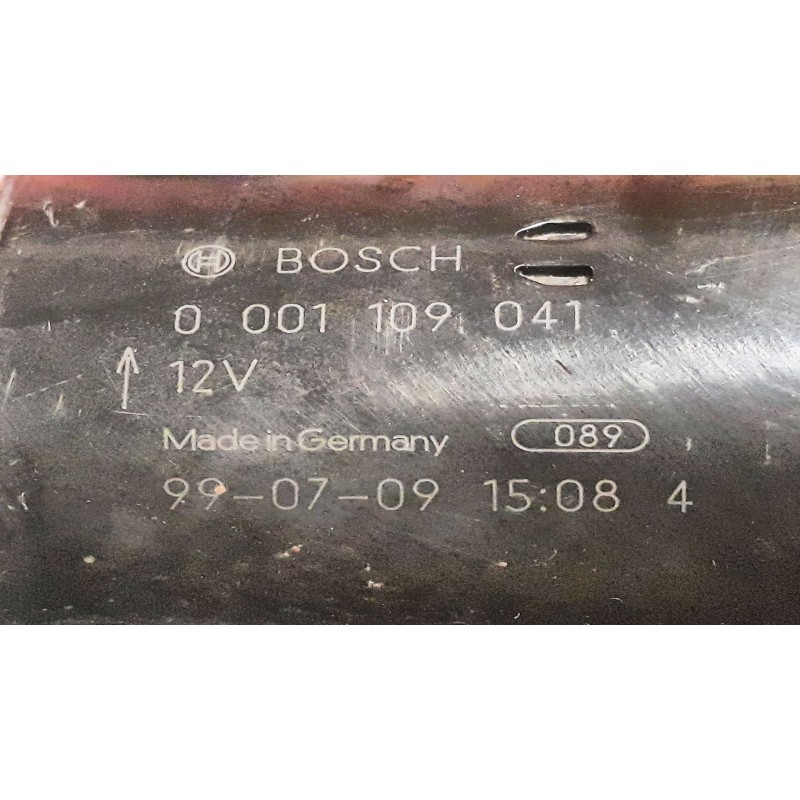 BOSCH
0 001 109 041
12V
Made in Germany 089
99-07-09 15:08 4